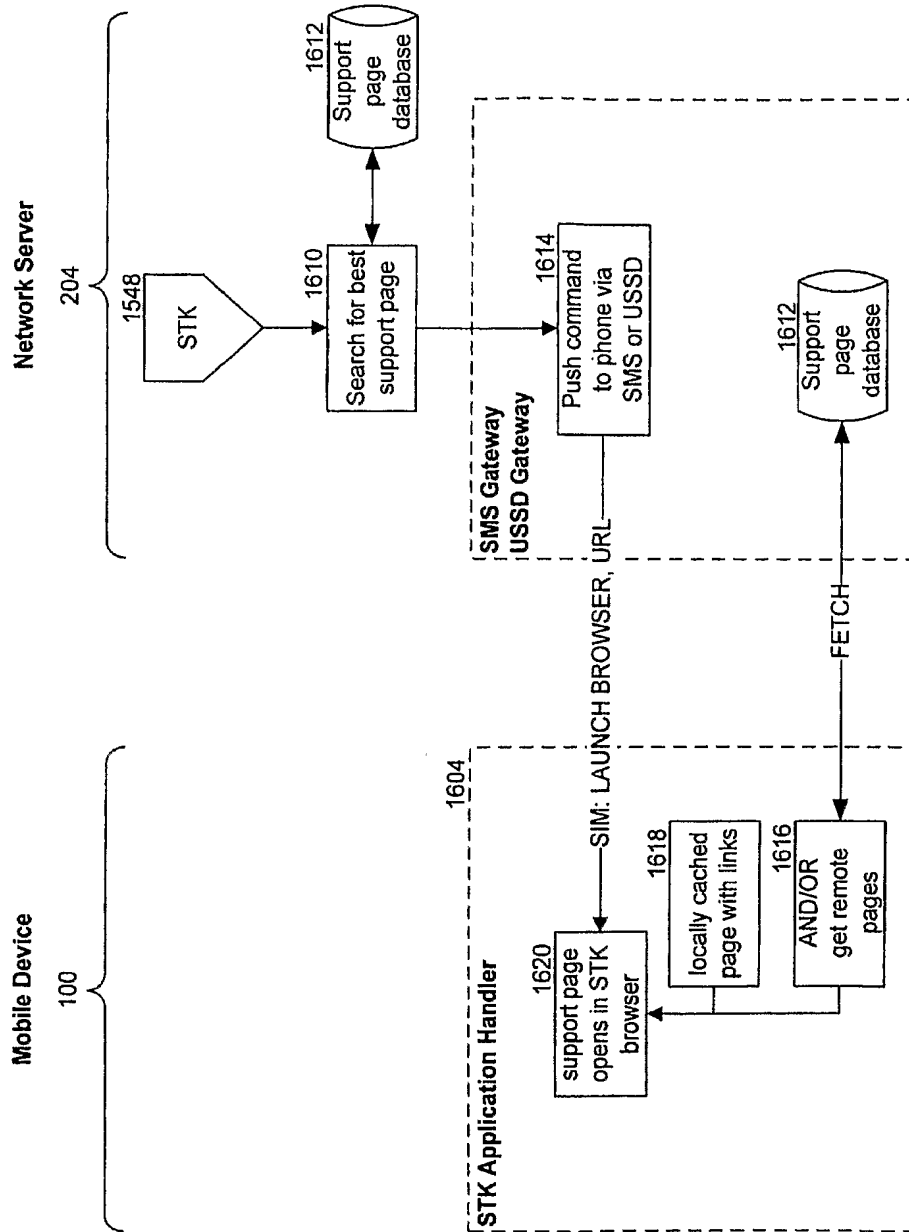 Mobile Device
100
Network Server
204
1548
STK
1610
Search for best
support page
1612
Support
page
database
1604
STK Application Handler
SMS Gateway
USSD Gateway
1614
Push command
to phone via
SMS or USSD
SIM: LAUNCH BROWSER, URL
1620
support page
opens in STK
browser
1618
locally cached
page with links
1616
AND/OR
get remote
pages
FETCH
1612
Support
page
database